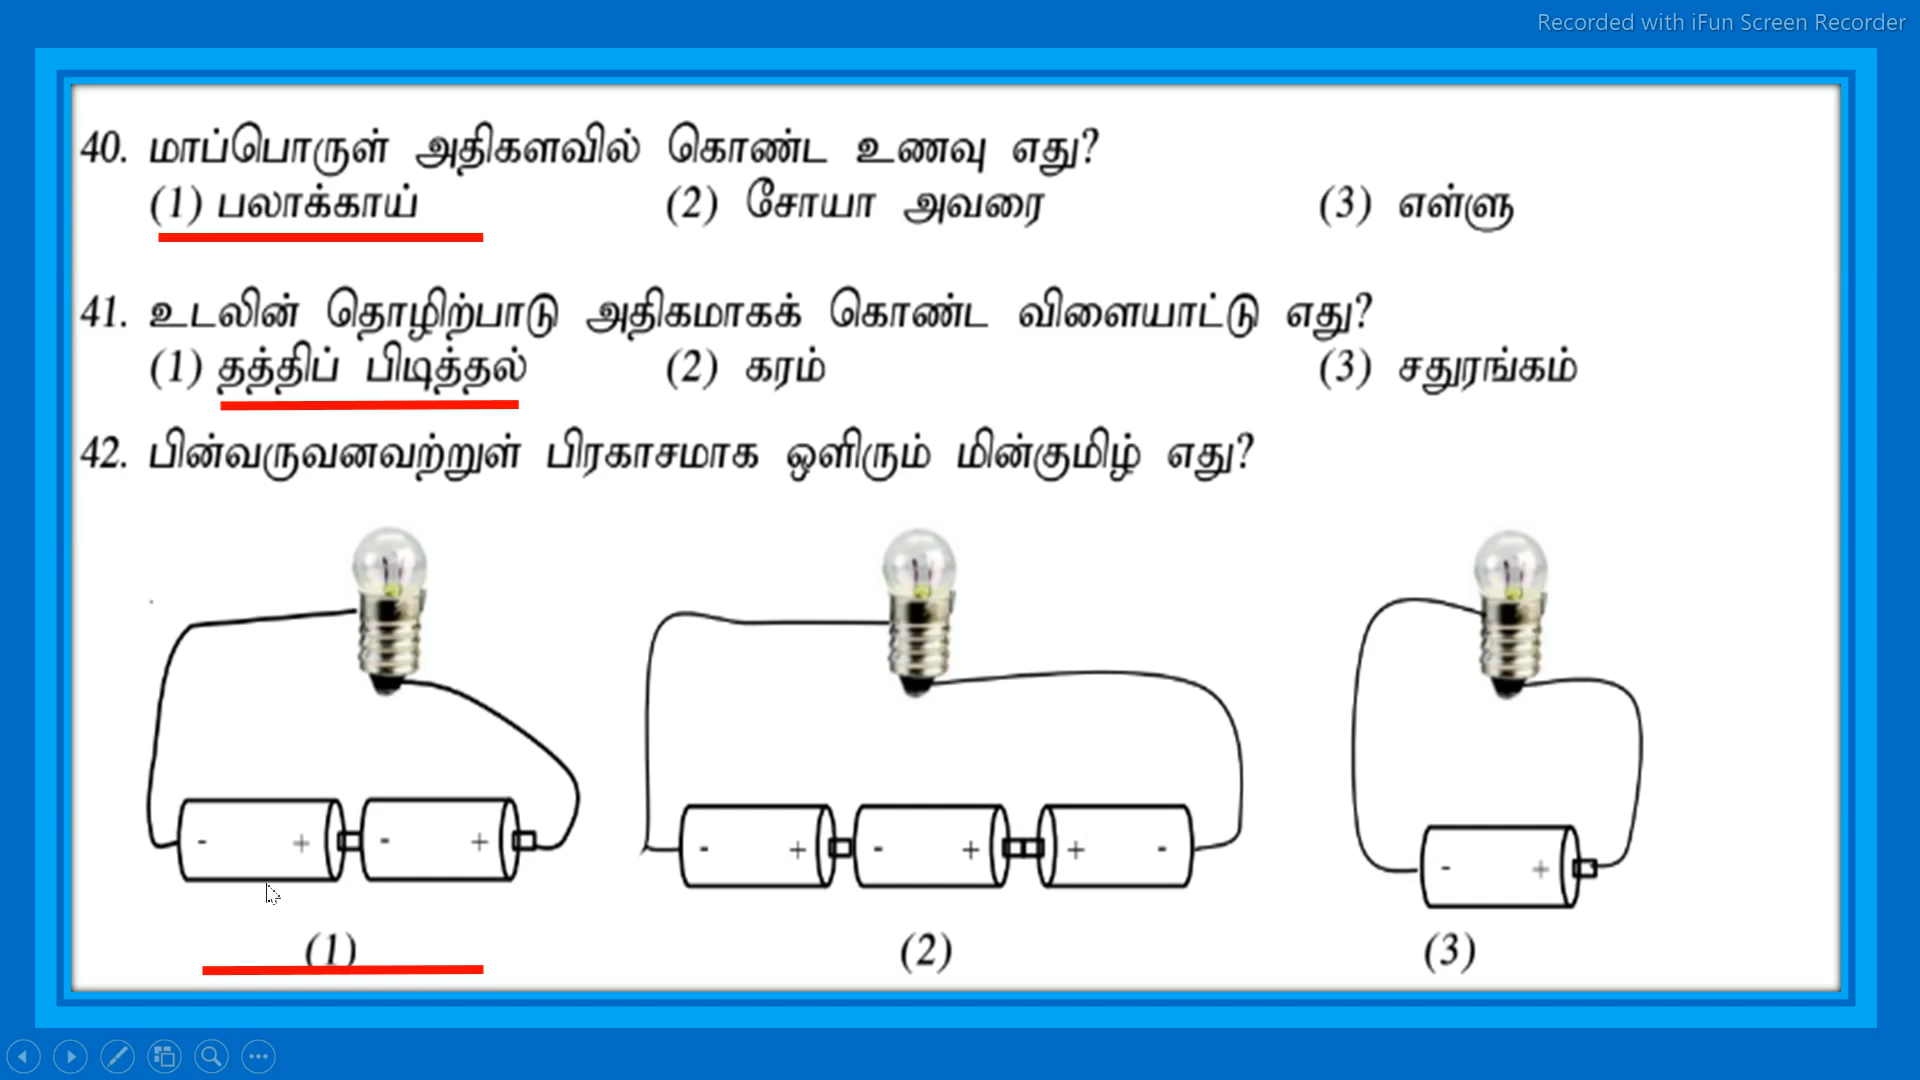 Recorded with iFun Screen Recorder
40. மாப்பொருள் அதிகளவில் கொண்ட உணவு எது?
(1) பலாக்காய் (2) சோயா அவரை (3) எள்ளு
41. உடலின் தொழிற்பாடு அதிகமாகக் கொண்ட விளையாட்டு எது?
(1) தத்திப் பிடித்தல் (2) கரம் (3) சதுரங்கம்
42. பின்வருவனவற்றுள் பிரகாசமாக ஒளிரும் மின்குமிழ் எது?
- + - + - + - + + - - +
(1) (2) (3)